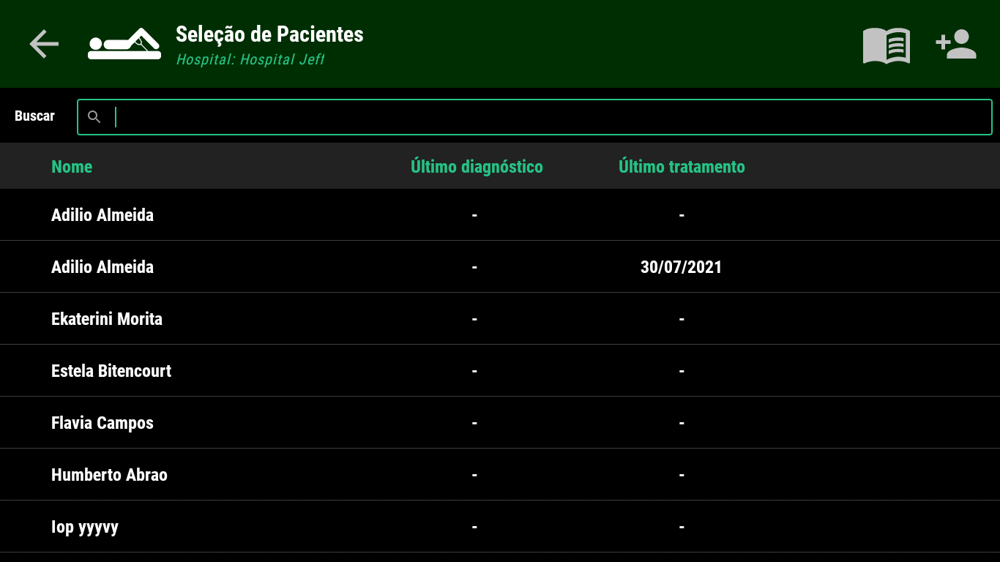 Seleção de Pacientes
Hospital: Hospital Jeff
Buscar
Nome Último diagnóstico Último tratamento
Adilio Almeida - -
Adilio Almeida - 30/07/2021
Ekaterini Morita - -
Estela Bitencourt - -
Flavia Campos - -
Humberto Abrao - -
Iop yyyvy - -